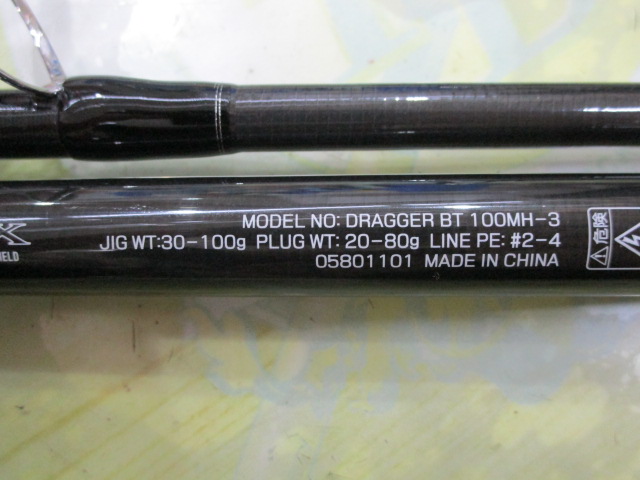 MODEL NO: DRAGGER BT 100MH-3
JIG WT:30-100g PLUG WT: 20-80g LINE PE: #2-4
05801101 MADE IN CHINA
X
IELD
危険